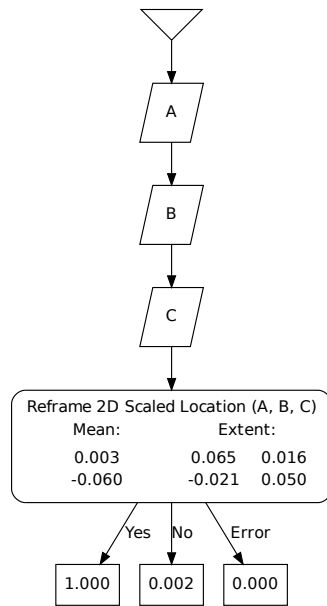 A
B
C
Reframe 2D Scaled Location (A, B, C)
Mean: Extent:
0.003 0.065 0.016
-0.060 -0.021 0.050
Yes No Error
1.000 0.002 0.000